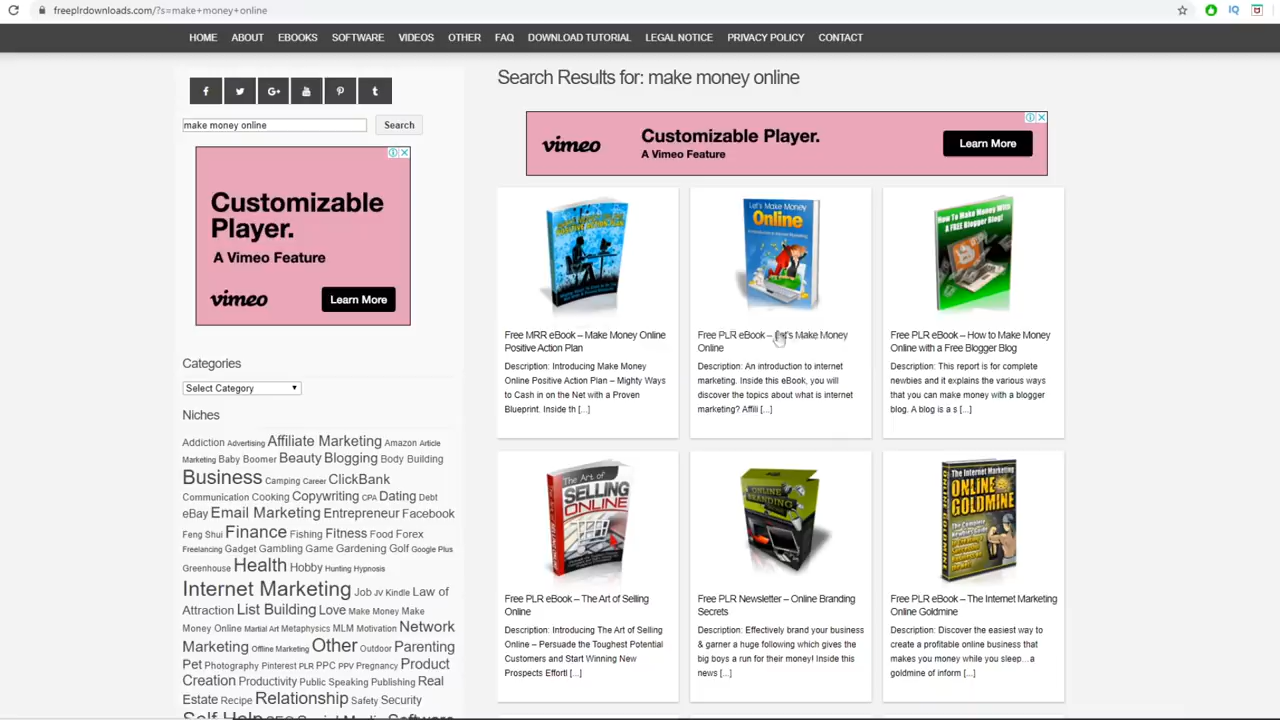 freeplrdownloads.com/?s=make+money+online
HOME ABOUT EBOOKS SOFTWARE VIDEOS OTHER FAQ DOWNLOAD TUTORIAL LEGAL NOTICE PRIVACY POLICY CONTACT
make money online
Search
Customizable
Player.
A Vimeo Feature
vimeo
Learn More
Categories
Select Category
Niches
Addiction Advertising Affiliate Marketing Amazon Article
Marketing Baby Boomer Beauty Blogging Body Building
Business Camping Career ClickBank
Communication Cooking Copywriting CPA Dating Debt
eBay Email Marketing Entrepreneur Facebook
Feng Shui Finance Fishing Fitness Food Forex
Freelancing Gadget Gambling Game Gardening Golf Google Plus
Greenhouse Health Hobby Hunting Hypnosis
Internet Marketing Job JV Kindle Law of
Attraction List Building Love Make Money Make
Money Online Martial Art Metaphysics MLM Motivation Network
Marketing Offline Marketing Other Outdoor Parenting
Pet Photography Pinterest PLR PPC PPV Pregnancy Product
Creation Productivity Public Speaking Publishing Real
Estate Recipe Relationship Safety Security
Self Help SEO Social Media Software
Search Results for: make money online
vimeo
Customizable Player.
A Vimeo Feature
Learn More
Free MRR eBook – Make Money Online
Positive Action Plan
Description: Introducing Make Money
Online Positive Action Plan – Mighty Ways
to Cash in on the Net with a Proven
Blueprint. Inside th [...]
Let's Make Money
Online
Introduction to Internet Marketing
Free PLR eBook – Let's Make Money
Online
Description: An introduction to internet
marketing. Inside this eBook, you will
discover the topics about what is internet
marketing? Affili [...]
How To Make Money With
A FREE Blogger Blog!
Free PLR eBook – How to Make Money
Online with a Free Blogger Blog
Description: This report is for complete
newbies and it explains the various ways
that you can make money with a blogger
blog. A blog is a s [...]
The Art of
SELLING
ONLINE
Free PLR eBook – The Art of Selling
Online
Description: Introducing The Art of Selling
Online – Persuade the Toughest Potential
Customers and Start Winning New
Prospects Effortl [...]
ONLINE BRANDING
Free PLR Newsletter – Online Branding
Secrets
Description: Effectively brand your business
& garner a huge following which gives the
big boys a run for their money! Inside this
news [...]
The Internet Marketing
ONLINE
GOLDMINE
Free PLR eBook – The Internet Marketing
Online Goldmine
Description: Discover the easiest way to
create a profitable online business that
makes you money while you sleep…a
goldmine of inform [...]